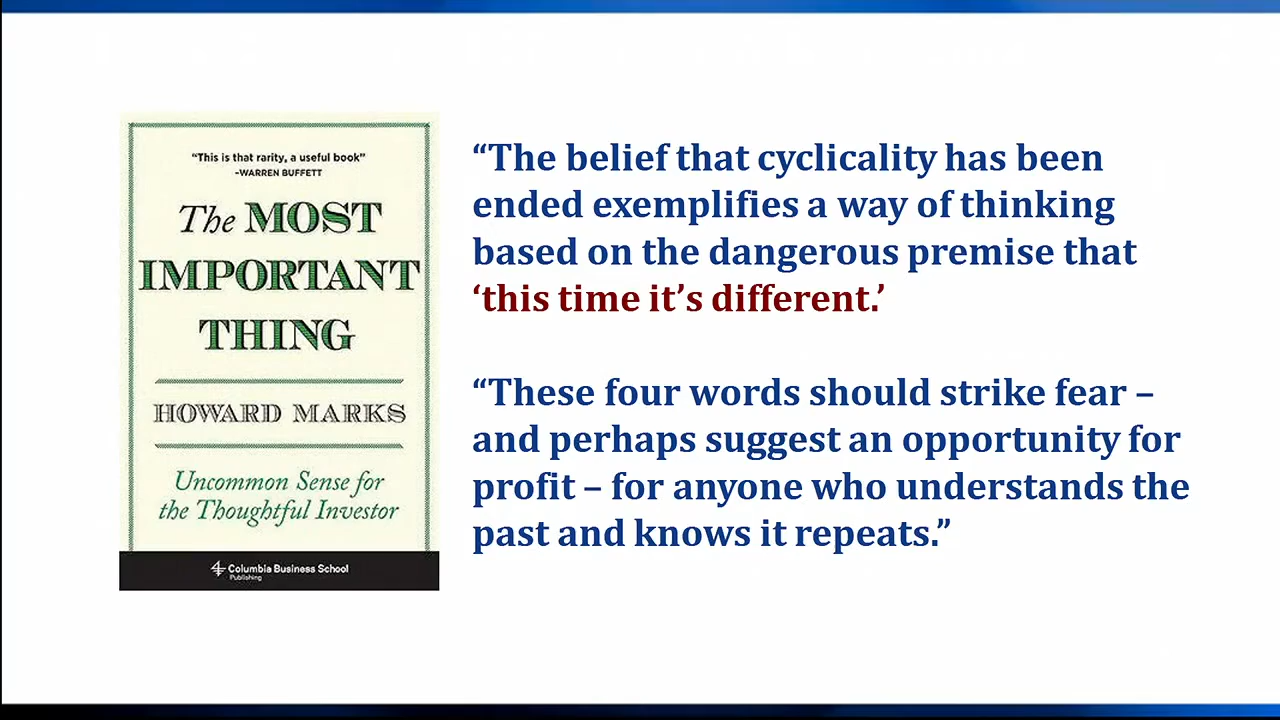 “This is that rarity, a useful book”
-WARREN BUFFETT
The MOST
IMPORTANT
THING
HOWARD MARKS
Uncommon Sense for
the Thoughtful Investor
Columbia Business School
Publishing
“The belief that cyclicality has been
ended exemplifies a way of thinking
based on the dangerous premise that
‘this time it’s different.’
“These four words should strike fear –
and perhaps suggest an opportunity for
profit – for anyone who understands the
past and knows it repeats.”